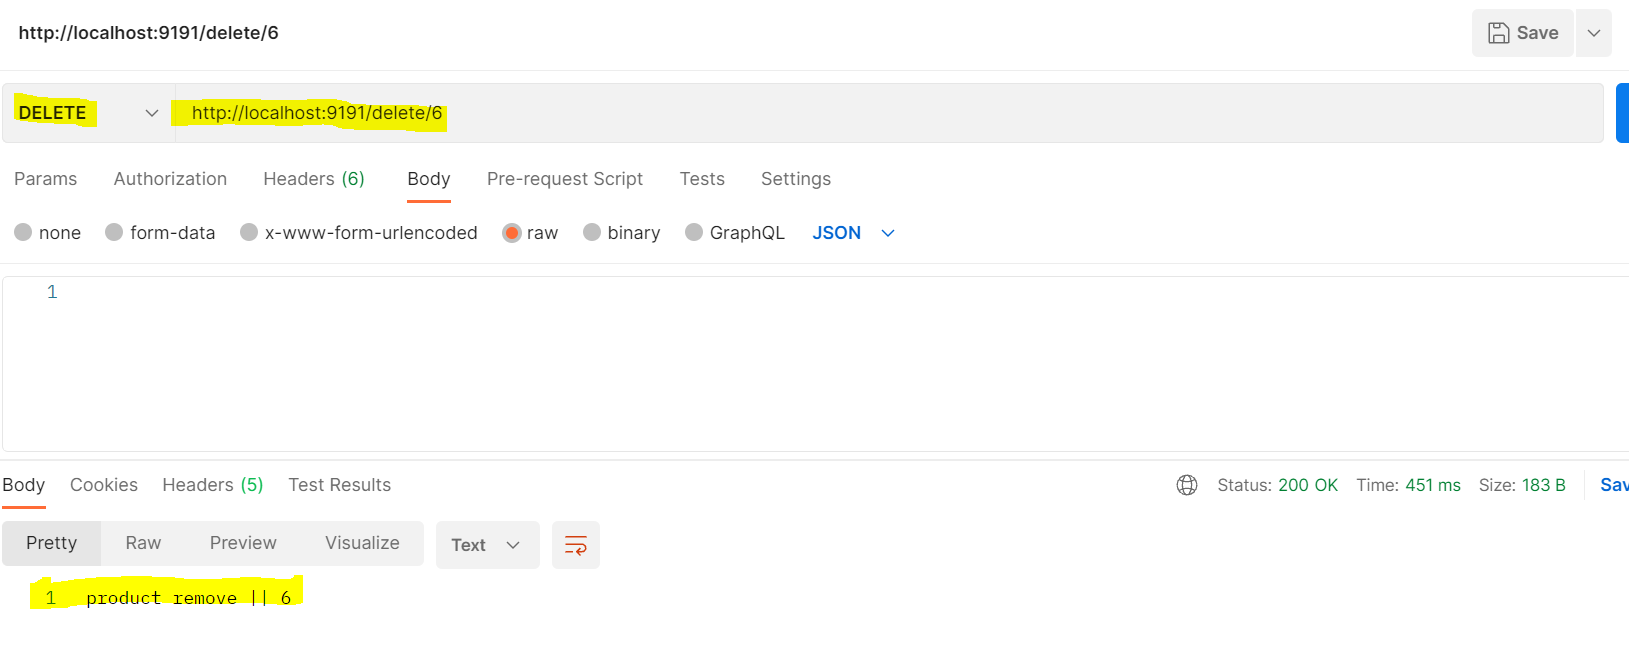 http://localhost:9191/delete/6
Save
DELETE http://localhost:9191/delete/6
Params Authorization Headers (6) Body Pre-request Script Tests Settings
none form-data x-www-form-urlencoded raw binary GraphQL JSON
1
Body Cookies Headers (5) Test Results Status: 200 OK Time: 451 ms Size: 183 B Sav
Pretty Raw Preview Visualize Text
1 product remove || 6